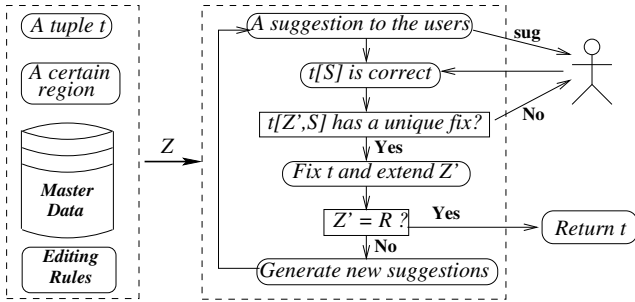 A tuple t
A certain
region
Master
Data
Editing
Rules
Z
A suggestion to the users
sug
t[S] is correct
t[Z',S] has a unique fix?
No
Yes
Fix t and extend Z'
Z' = R ?
Yes
Return t
No
Generate new suggestions